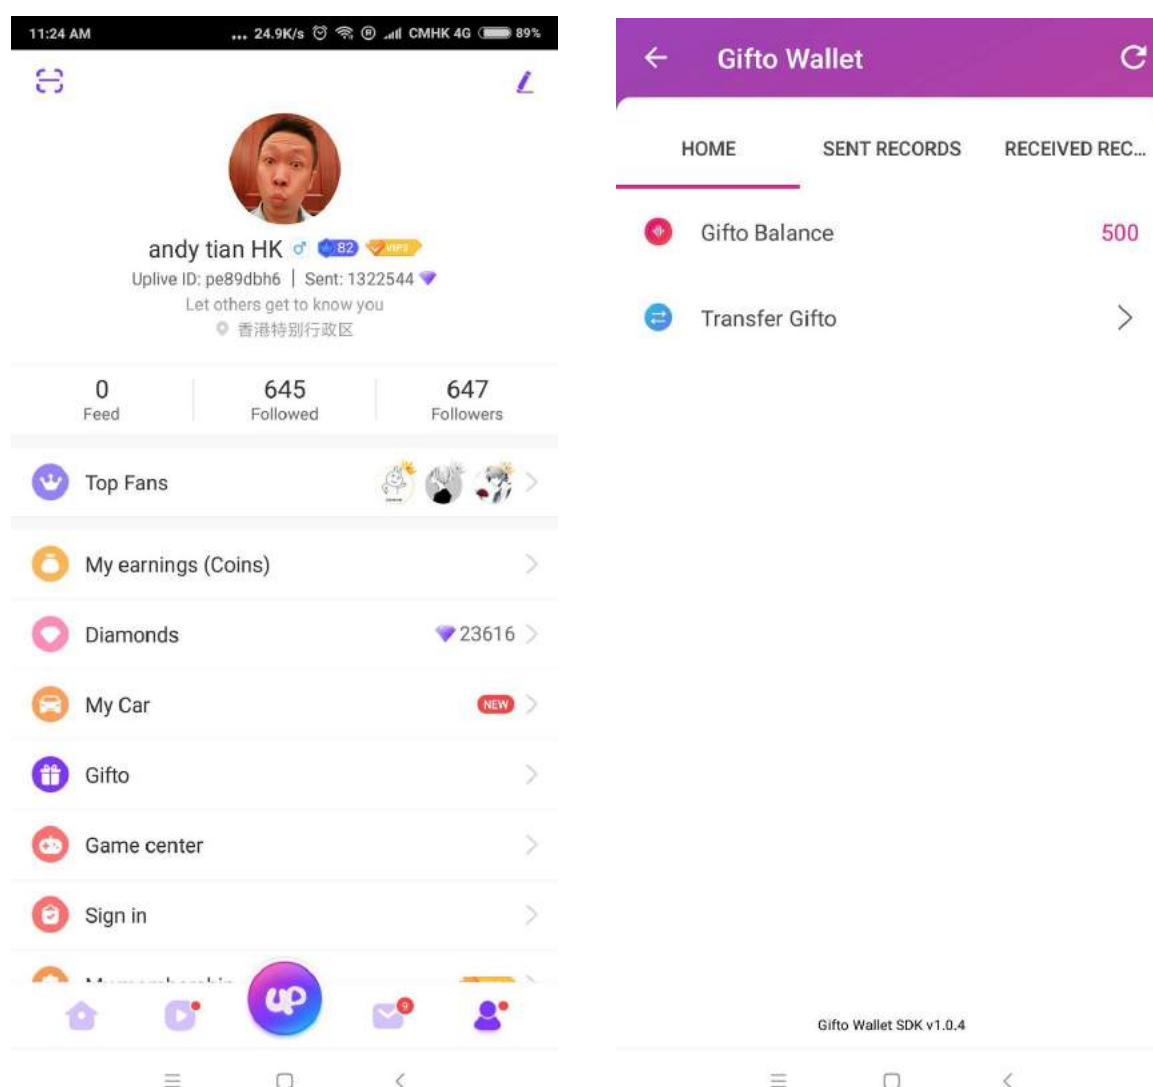 11:24 AM
... 24.9K/s
CMHK 4G
89%
andy tian HK
82
VIP3
Uplive ID: pe89dbh6 | Sent: 1322544
Let others get to know you
香港特别行政区
0
Feed
645
Followed
647
Followers
Top Fans
My earnings (Coins)
Diamonds
23616
My Car
NEW
Gifto
Game center
Sign in
up
9
Gifto Wallet
HOME
SENT RECORDS
RECEIVED REC...
Gifto Balance
500
Transfer Gifto
Gifto Wallet SDK v1.0.4